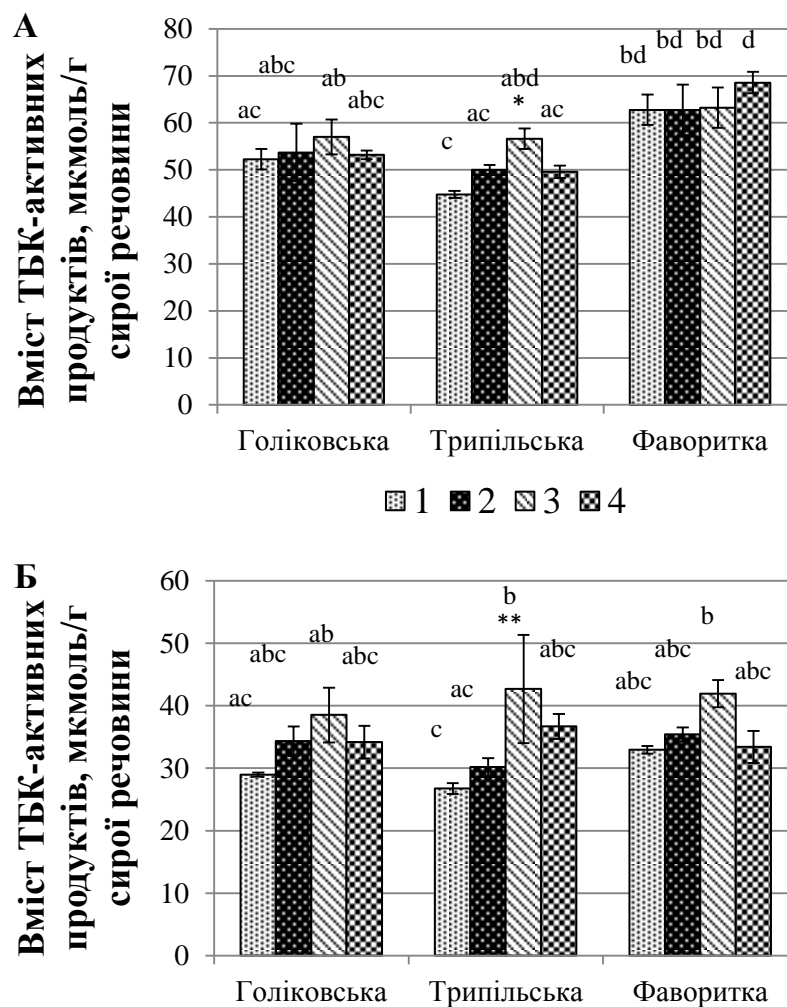 А
Вміст ТБК-активних
продуктів, мкмоль/г
сирої речовини
80
70
60
50
40
30
20
10
0
ac
abc
ab
abc
c
ac
abd
*
ac
bd
bd
bd
d
Голіковська
Трипільська
Фаворитка
1
2
3
4
Б
Вміст ТБК-активних
продуктів, мкмоль/г
сирої речовини
60
50
40
30
20
10
0
ac
abc
ab
abc
c
ac
b
**
abc
abc
abc
b
abc
Голіковська
Трипільська
Фаворитка